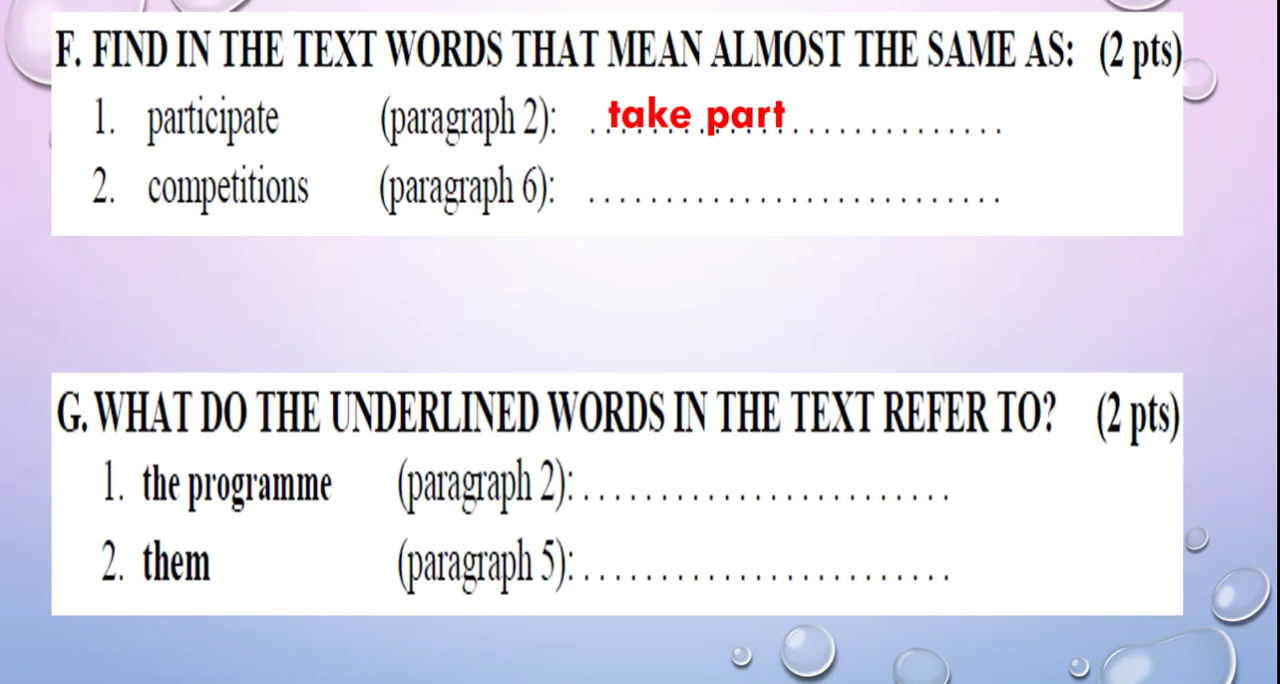 F. FIND IN THE TEXT WORDS THAT MEAN ALMOST THE SAME AS: (2 pts)
1. participate (paragraph 2): . take part . . . . . . . . . . . . . .
2. competitions (paragraph 6): . . . . . . . . . . . . . . . . . . . . . . . . . . .
G. WHAT DO THE UNDERLINED WORDS IN THE TEXT REFER TO? (2 pts)
1. the programme (paragraph 2): . . . . . . . . . . . . . . . . . . . . . . . .
2. them (paragraph 5): . . . . . . . . . . . . . . . . . . . . . . . .